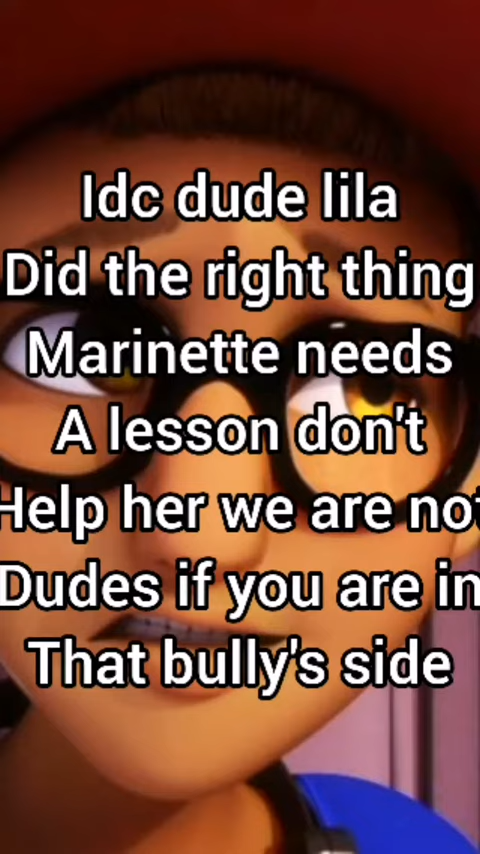 Idc dude lila
Did the right thing
Marinette needs
A lesson don't
Help her we are not
Dudes if you are in
That bully's side